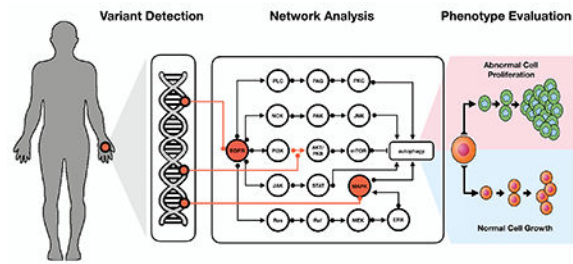 Variant Detection
Network Analysis
Phenotype Evaluation
PLC
PAG
PKC
NCK
PAK
JNK
EGFR
PI3K
AKT/
PKB
mTOR
autophagy
JAK
STAT
MAPK
Ras
Raf
MEK
ERK
Abnormal Cell
Proliferation
Normal Cell Growth